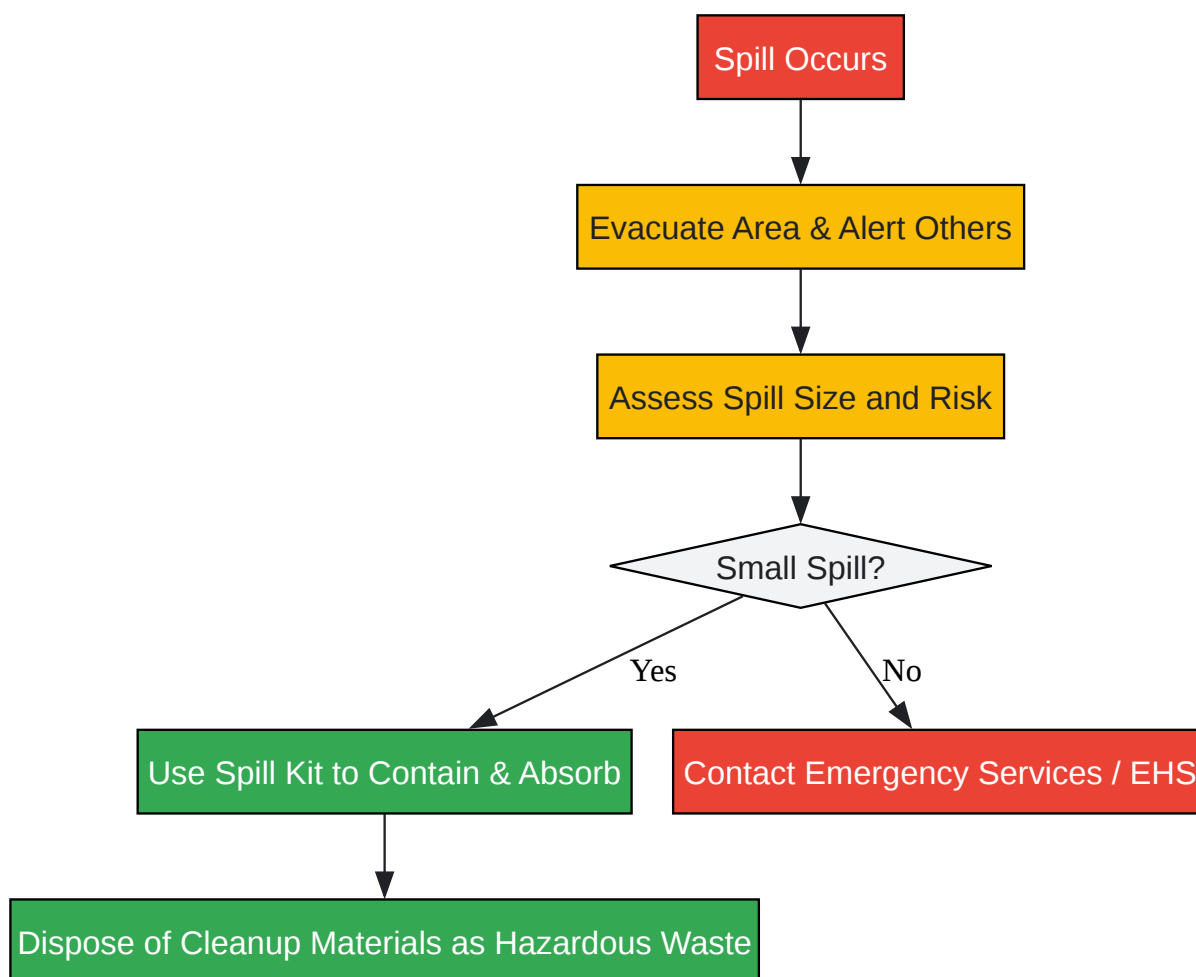 Spill Occurs
Evacuate Area & Alert Others
Assess Spill Size and Risk
Small Spill?
Yes
No
Use Spill Kit to Contain & Absorb
Contact Emergency Services / EHS
Dispose of Cleanup Materials as Hazardous Waste